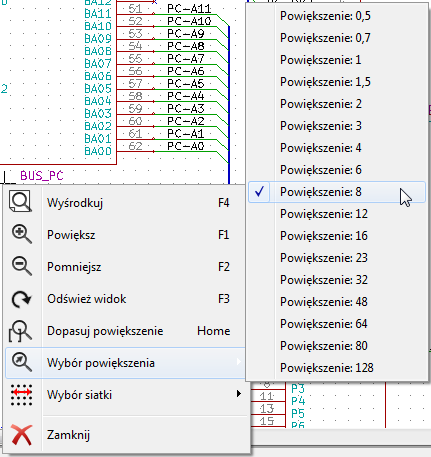 BA12
BA11 51 PC-A11
BA10 52 PC-A10
BA09 53 PC-A9
BA08 54 PC-A8
BA07 55 PC-A7
BA06 56 PC-A6
BA05 57 PC-A5
BA04 58 PC-A4
BA03 59 PC-A3
BA02 60 PC-A2
BA01 61 PC-A1
BA00 62 PC-A0
BUS_PC
Wyśrodkuj F4
Powiększ F1
Pomniejsz F2
Odśwież widok F3
Dopasuj powiększenie Home
Wybór powiększenia
Wybór siatki
Zamknij
Powiększenie: 0,5
Powiększenie: 0,7
Powiększenie: 1
Powiększenie: 1,5
Powiększenie: 2
Powiększenie: 3
Powiększenie: 4
Powiększenie: 6
Powiększenie: 8
Powiększenie: 12
Powiększenie: 16
Powiększenie: 23
Powiększenie: 32
Powiększenie: 48
Powiększenie: 64
Powiększenie: 80
Powiększenie: 128
8 P3
11 P4
13 P5
15 P6